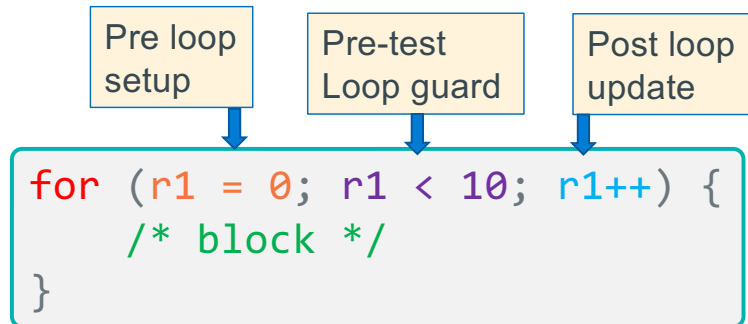 Pre loop
setup
Pre-test
Loop guard
Post loop
update
for (r1 = 0; r1 < 10; r1++) {
    /* block */
}